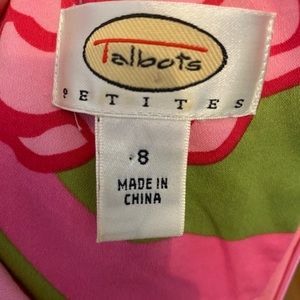 Talbots
PETITES
8
MADE IN
CHINA